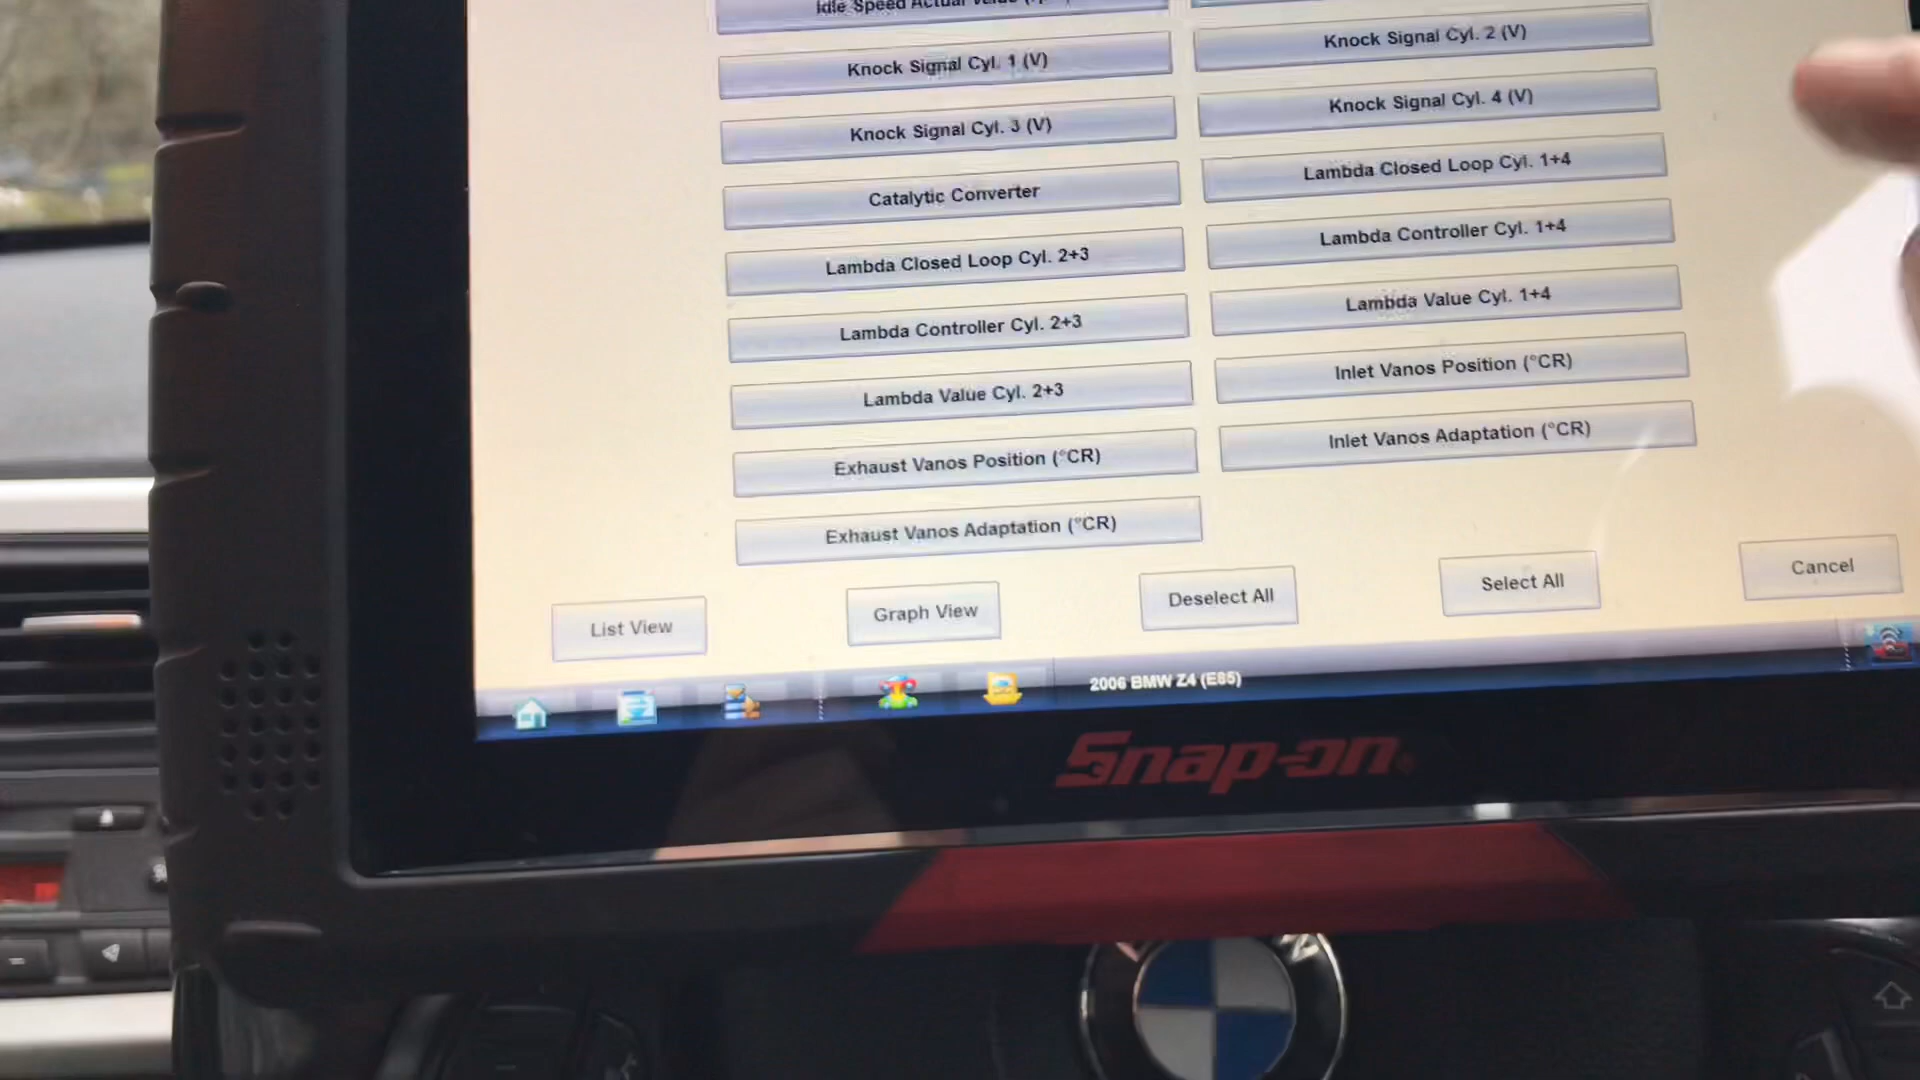 Idle Speed Actual Value
Knock Signal Cyl. 1 (V)
Knock Signal Cyl. 2 (V)
Knock Signal Cyl. 3 (V)
Knock Signal Cyl. 4 (V)
Catalytic Converter
Lambda Closed Loop Cyl. 1+4
Lambda Closed Loop Cyl. 2+3
Lambda Controller Cyl. 1+4
Lambda Controller Cyl. 2+3
Lambda Value Cyl. 1+4
Lambda Value Cyl. 2+3
Inlet Vanos Position (°CR)
Exhaust Vanos Position (°CR)
Inlet Vanos Adaptation (°CR)
Exhaust Vanos Adaptation (°CR)
List View
Graph View
Deselect All
Select All
Cancel
2006 BMW Z4 (E85)
Snap-on